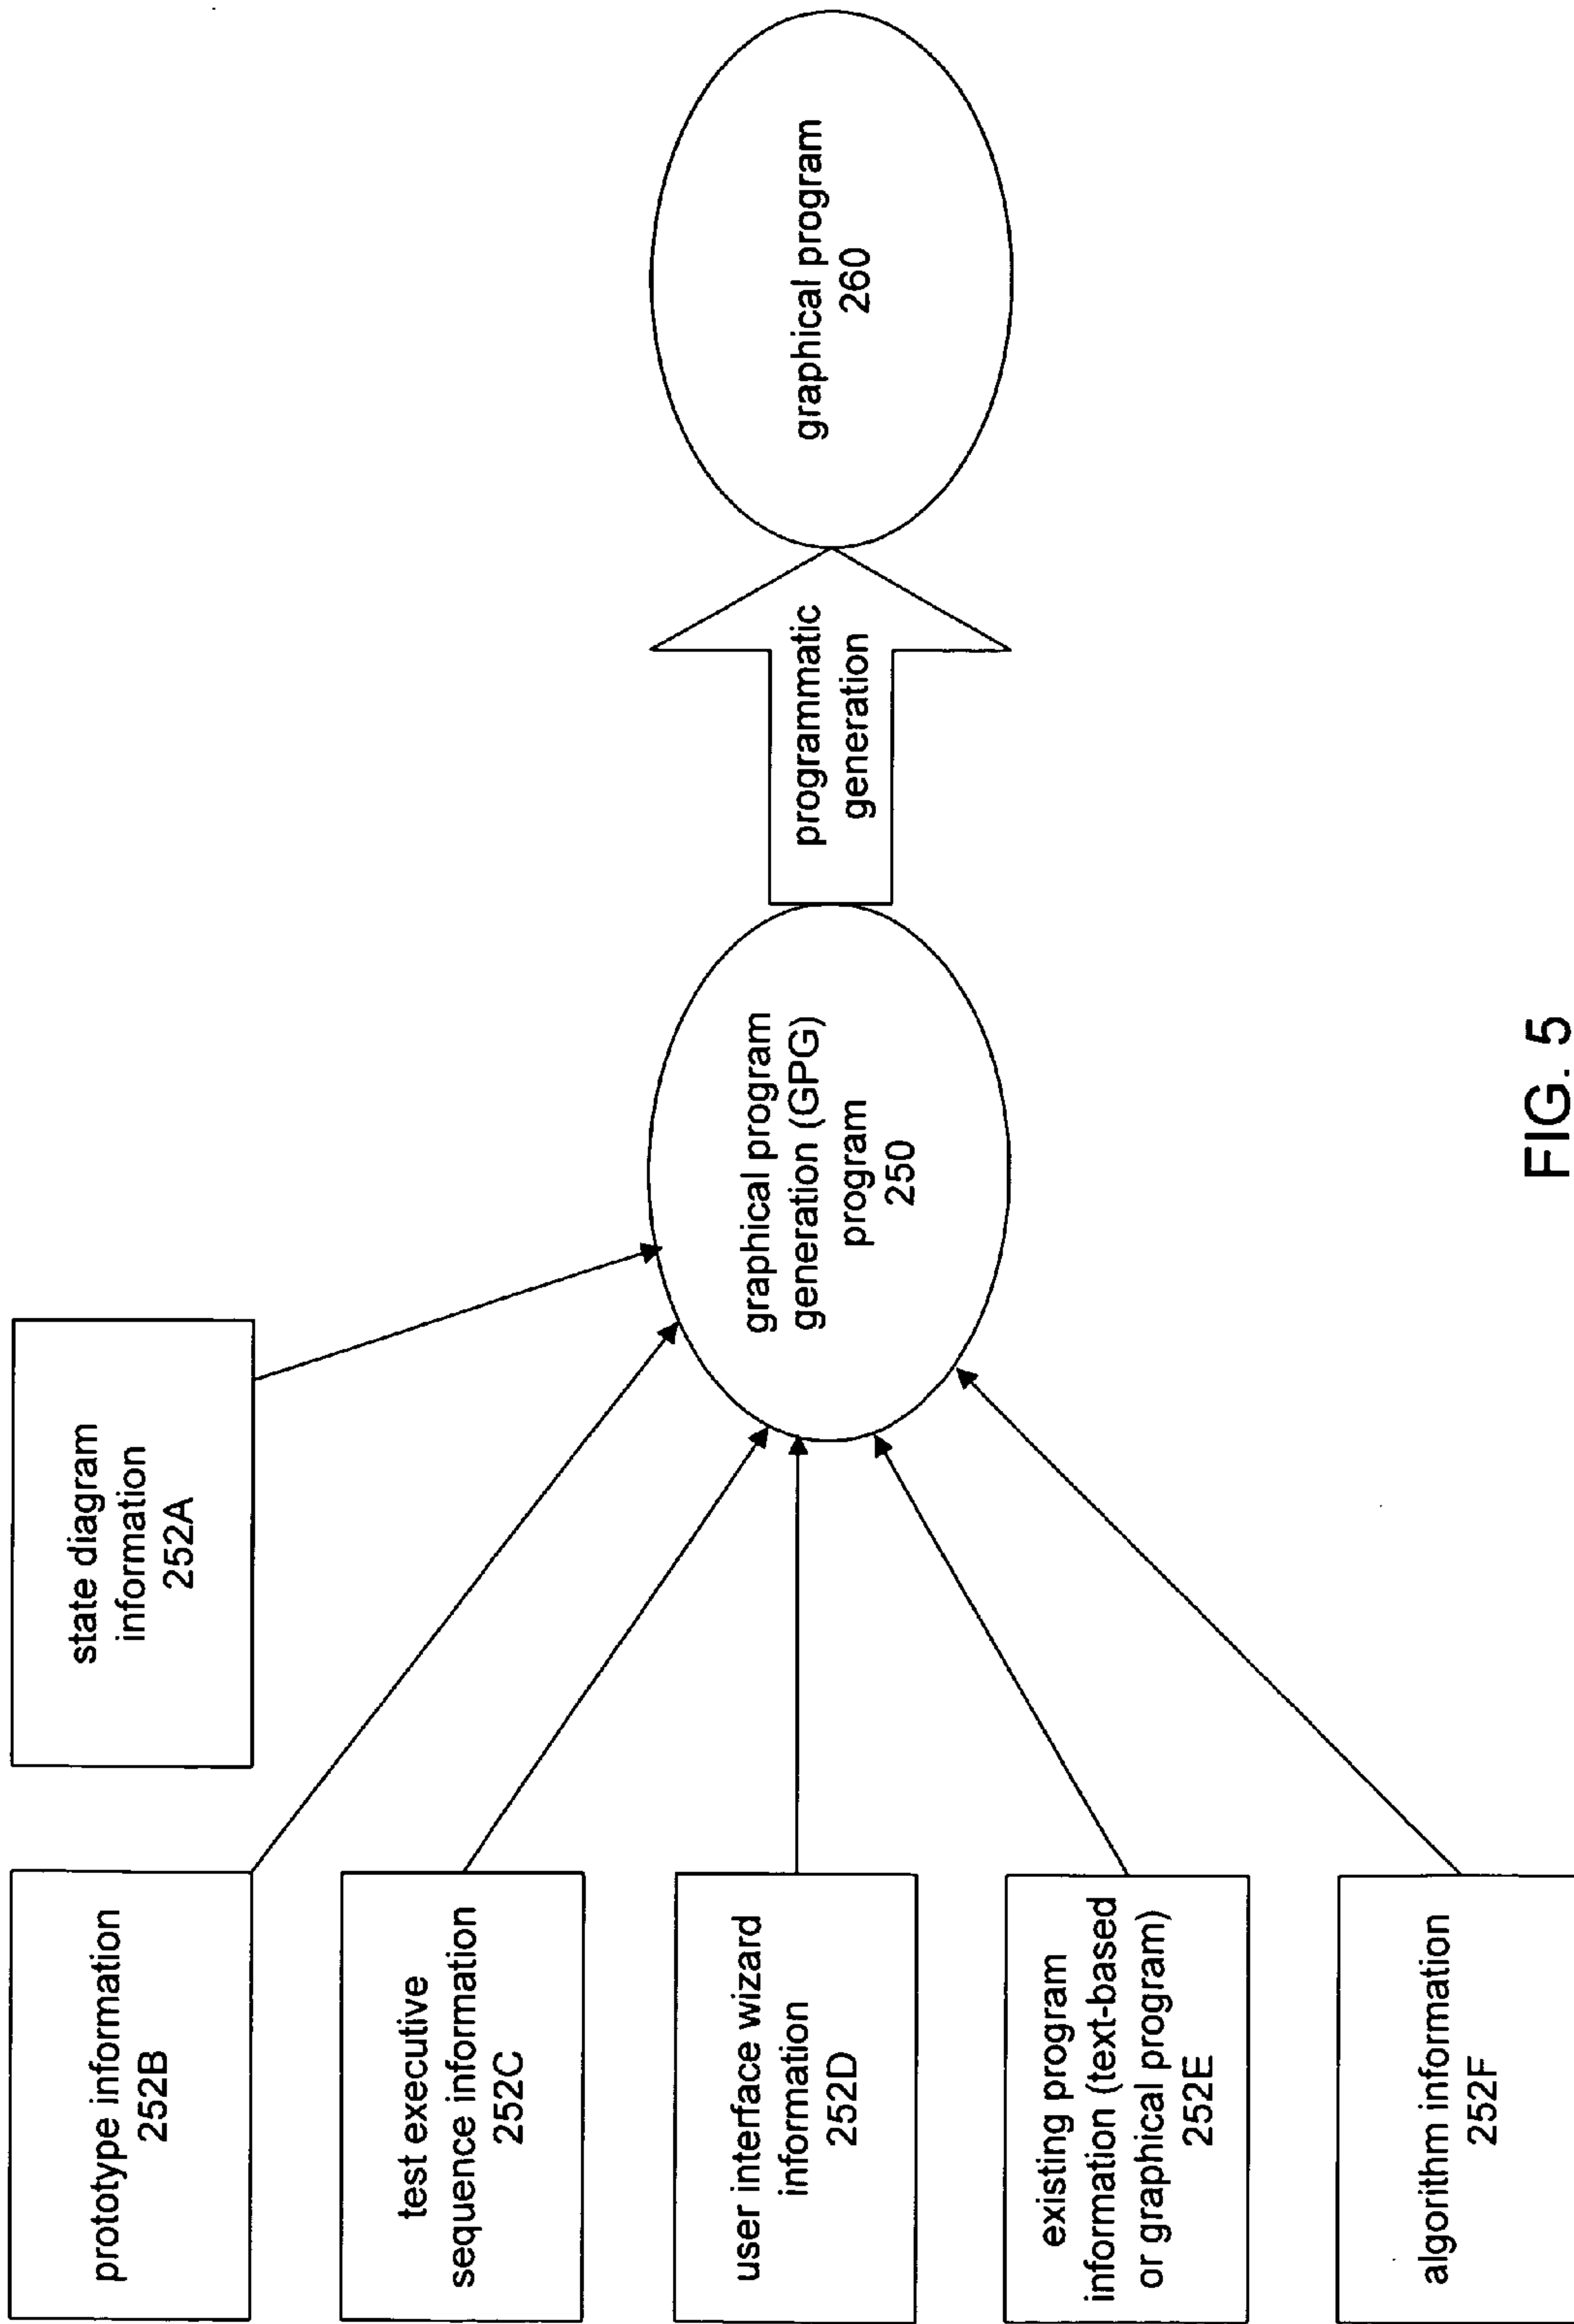 state diagram
information
252A
prototype information
252B
test executive
sequence information
252C
user interface wizard
information
252D
existing program
information (text-based
or graphical program)
252E
algorithm information
252F
graphical program
generation (GPG)
program
250
programmatic
generation
graphical program
260
FIG. 5